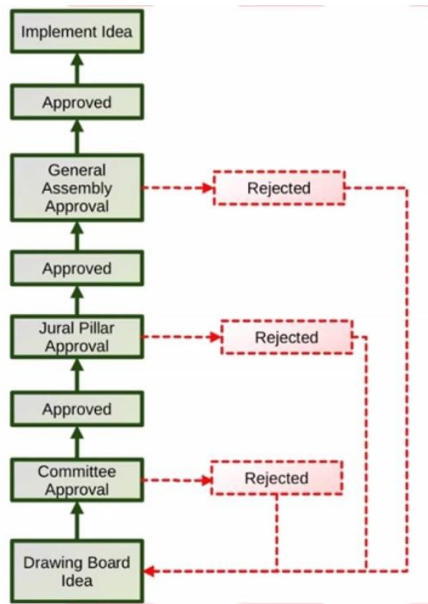 Implement Idea
Approved
General
Assembly
Approval
Rejected
Approved
Jural Pillar
Approval
Rejected
Approved
Committee
Approval
Rejected
Drawing Board
Idea